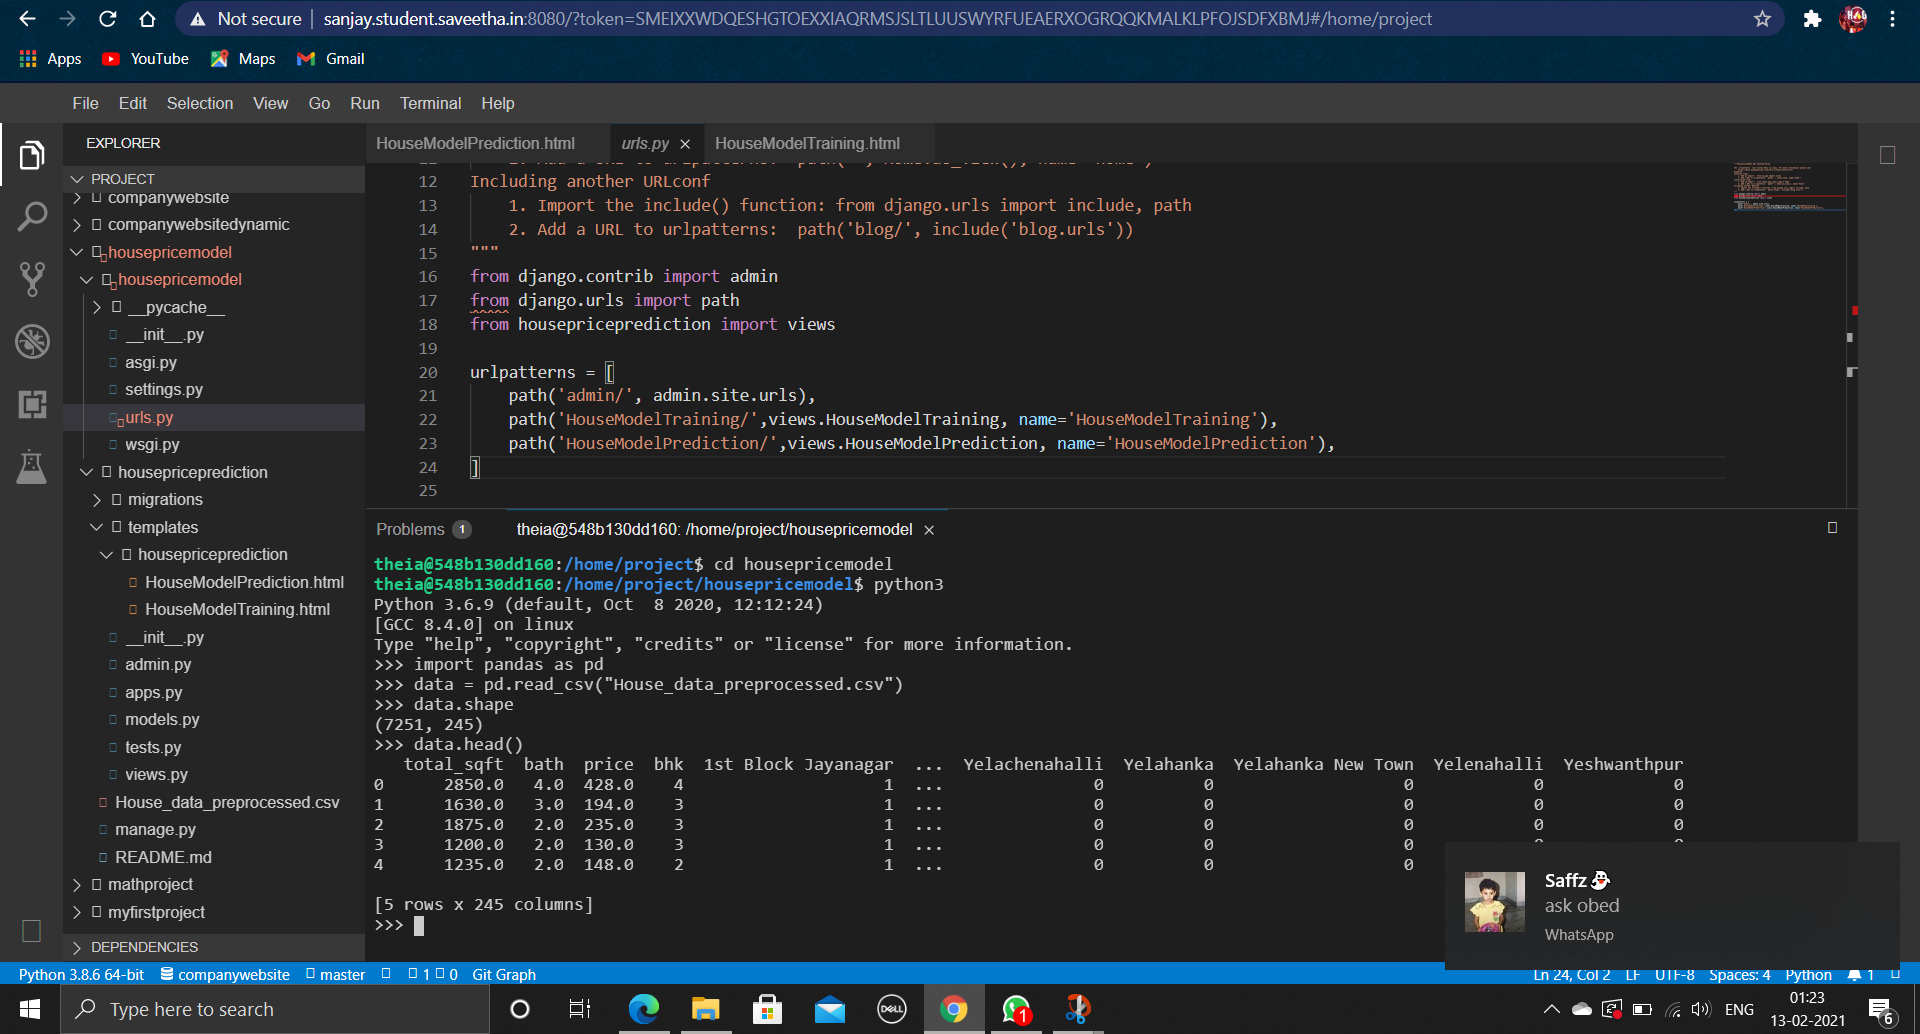 Not secure | sanjay.student.saveetha.in:8080/?token=SMEIXXWDQESHGTOEXXIAQRMSJSLTLUUSWYRFUEAERXOGRQQKMALKLPFOJSDFXBMJ#/home/project
Apps YouTube Maps Gmail
File Edit Selection View Go Run Terminal Help
EXPLORER
PROJECT
companywebsite
companywebsitedynamic
housepricemodel
housepricemodel
__pycache__
__init__.py
asgi.py
settings.py
urls.py
wsgi.py
housepriceprediction
migrations
templates
housepriceprediction
HouseModelPrediction.html
HouseModelTraining.html
__init__.py
admin.py
apps.py
models.py
tests.py
views.py
House_data_preprocessed.csv
manage.py
README.md
mathproject
myfirstproject
DEPENDENCIES
HouseModelPrediction.html urls.py × HouseModelTraining.html
12 Including another URLconf
13     1. Import the include() function: from django.urls import include, path
14     2. Add a URL to urlpatterns:  path('blog/', include('blog.urls'))
15 """
16 from django.contrib import admin
17 from django.urls import path
18 from housepriceprediction import views
19
20 urlpatterns = [
21     path('admin/', admin.site.urls),
22     path('HouseModelTraining/',views.HouseModelTraining, name='HouseModelTraining'),
23     path('HouseModelPrediction/',views.HouseModelPrediction, name='HouseModelPrediction'),
24 ]
25
Problems 1 theia@548b130dd160: /home/project/housepricemodel ×
theia@548b130dd160:/home/project$ cd housepricemodel
theia@548b130dd160:/home/project/housepricemodel$ python3
Python 3.6.9 (default, Oct  8 2020, 12:12:24)
[GCC 8.4.0] on linux
Type "help", "copyright", "credits" or "license" for more information.
>>> import pandas as pd
>>> data = pd.read_csv("House_data_preprocessed.csv")
>>> data.shape
(7251, 245)
>>> data.head()
total_sqft  bath  price  bhk  1st Block Jayanagar  ...  Yelachenahalli  Yelahanka  Yelahanka New Town  Yelenahalli  Yeshwanthpur
0 2850.0 4.0 428.0 4 1 ... 0 0 0 0 0
1 1630.0 3.0 194.0 3 1 ... 0 0 0 0 0
2 1875.0 2.0 235.0 3 1 ... 0 0 0 0 0
3 1200.0 2.0 130.0 3 1 ... 0 0 0
4 1235.0 2.0 148.0 2 1 ... 0 0 0
[5 rows x 245 columns]
>>>
Saffz
ask obed
WhatsApp
Python 3.8.6 64-bit companywebsite master 1 0 Git Graph Ln 24, Col 2 LF UTF-8 Spaces: 4 Python 1
Type here to search
DELL
1
ENG
01:23
13-02-2021
6